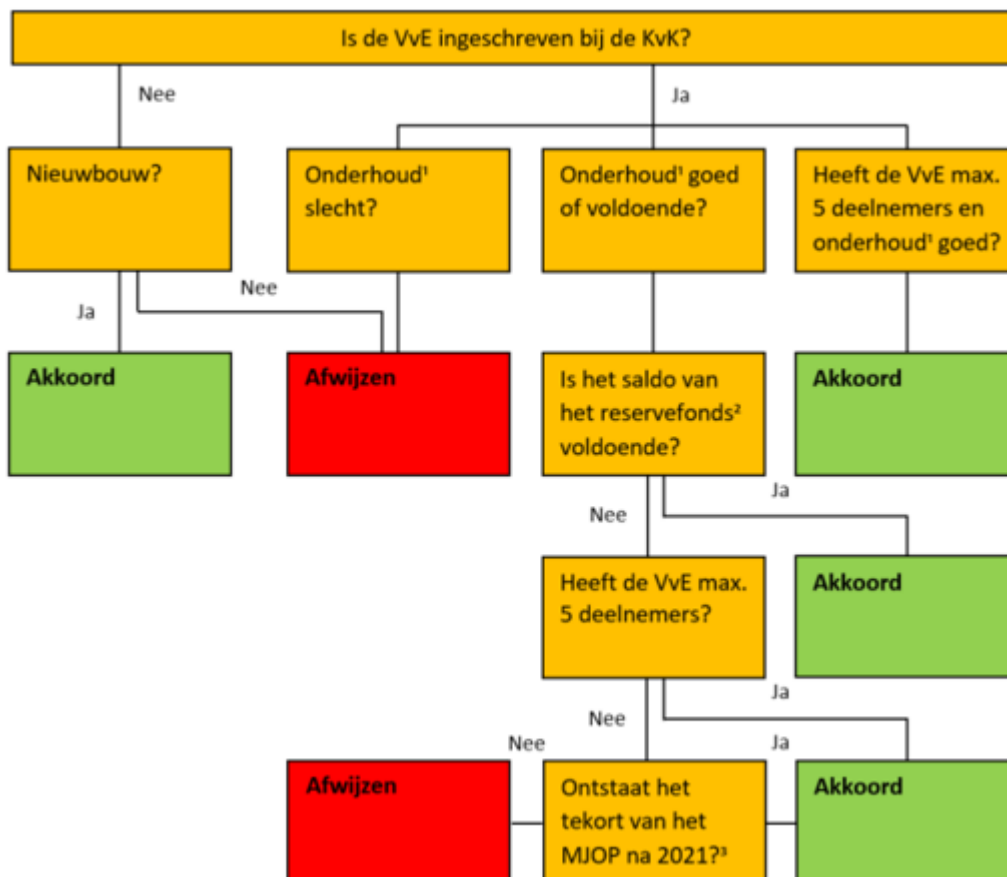 Is de VvE ingeschreven bij de KvK?
Nee
Ja
Nieuwbouw?
Onderhoud¹
slecht?
Onderhoud¹ goed
of voldoende?
Heeft de VvE max.
5 deelnemers en
onderhoud¹ goed?
Ja
Nee
Akkoord
Afwijzen
Is het saldo van
het reservefonds²
voldoende?
Akkoord
Nee
Ja
Heeft de VvE max.
5 deelnemers?
Akkoord
Nee
Ja
Nee
Ja
Afwijzen
Ontstaat het
tekort van het
MJOP na 2021?³
Akkoord